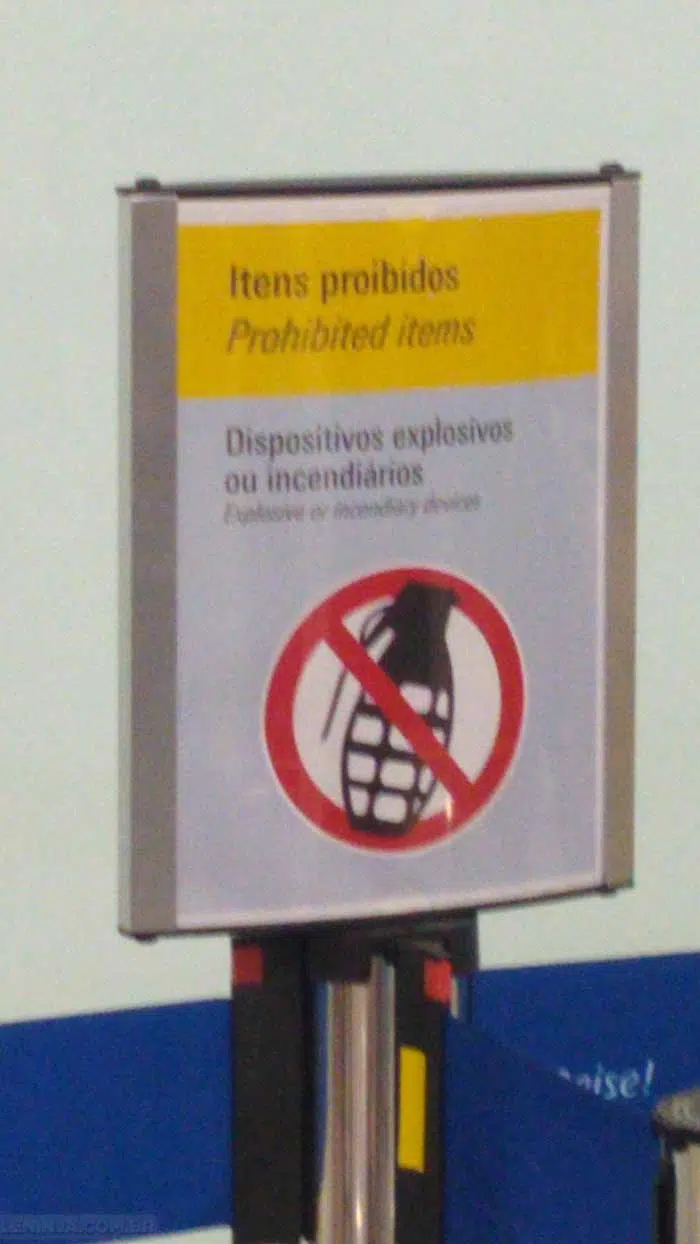 Itens proibidos
Prohibited items
Dispositivos explosivos
ou incendiários
Explosive or incendiary devices